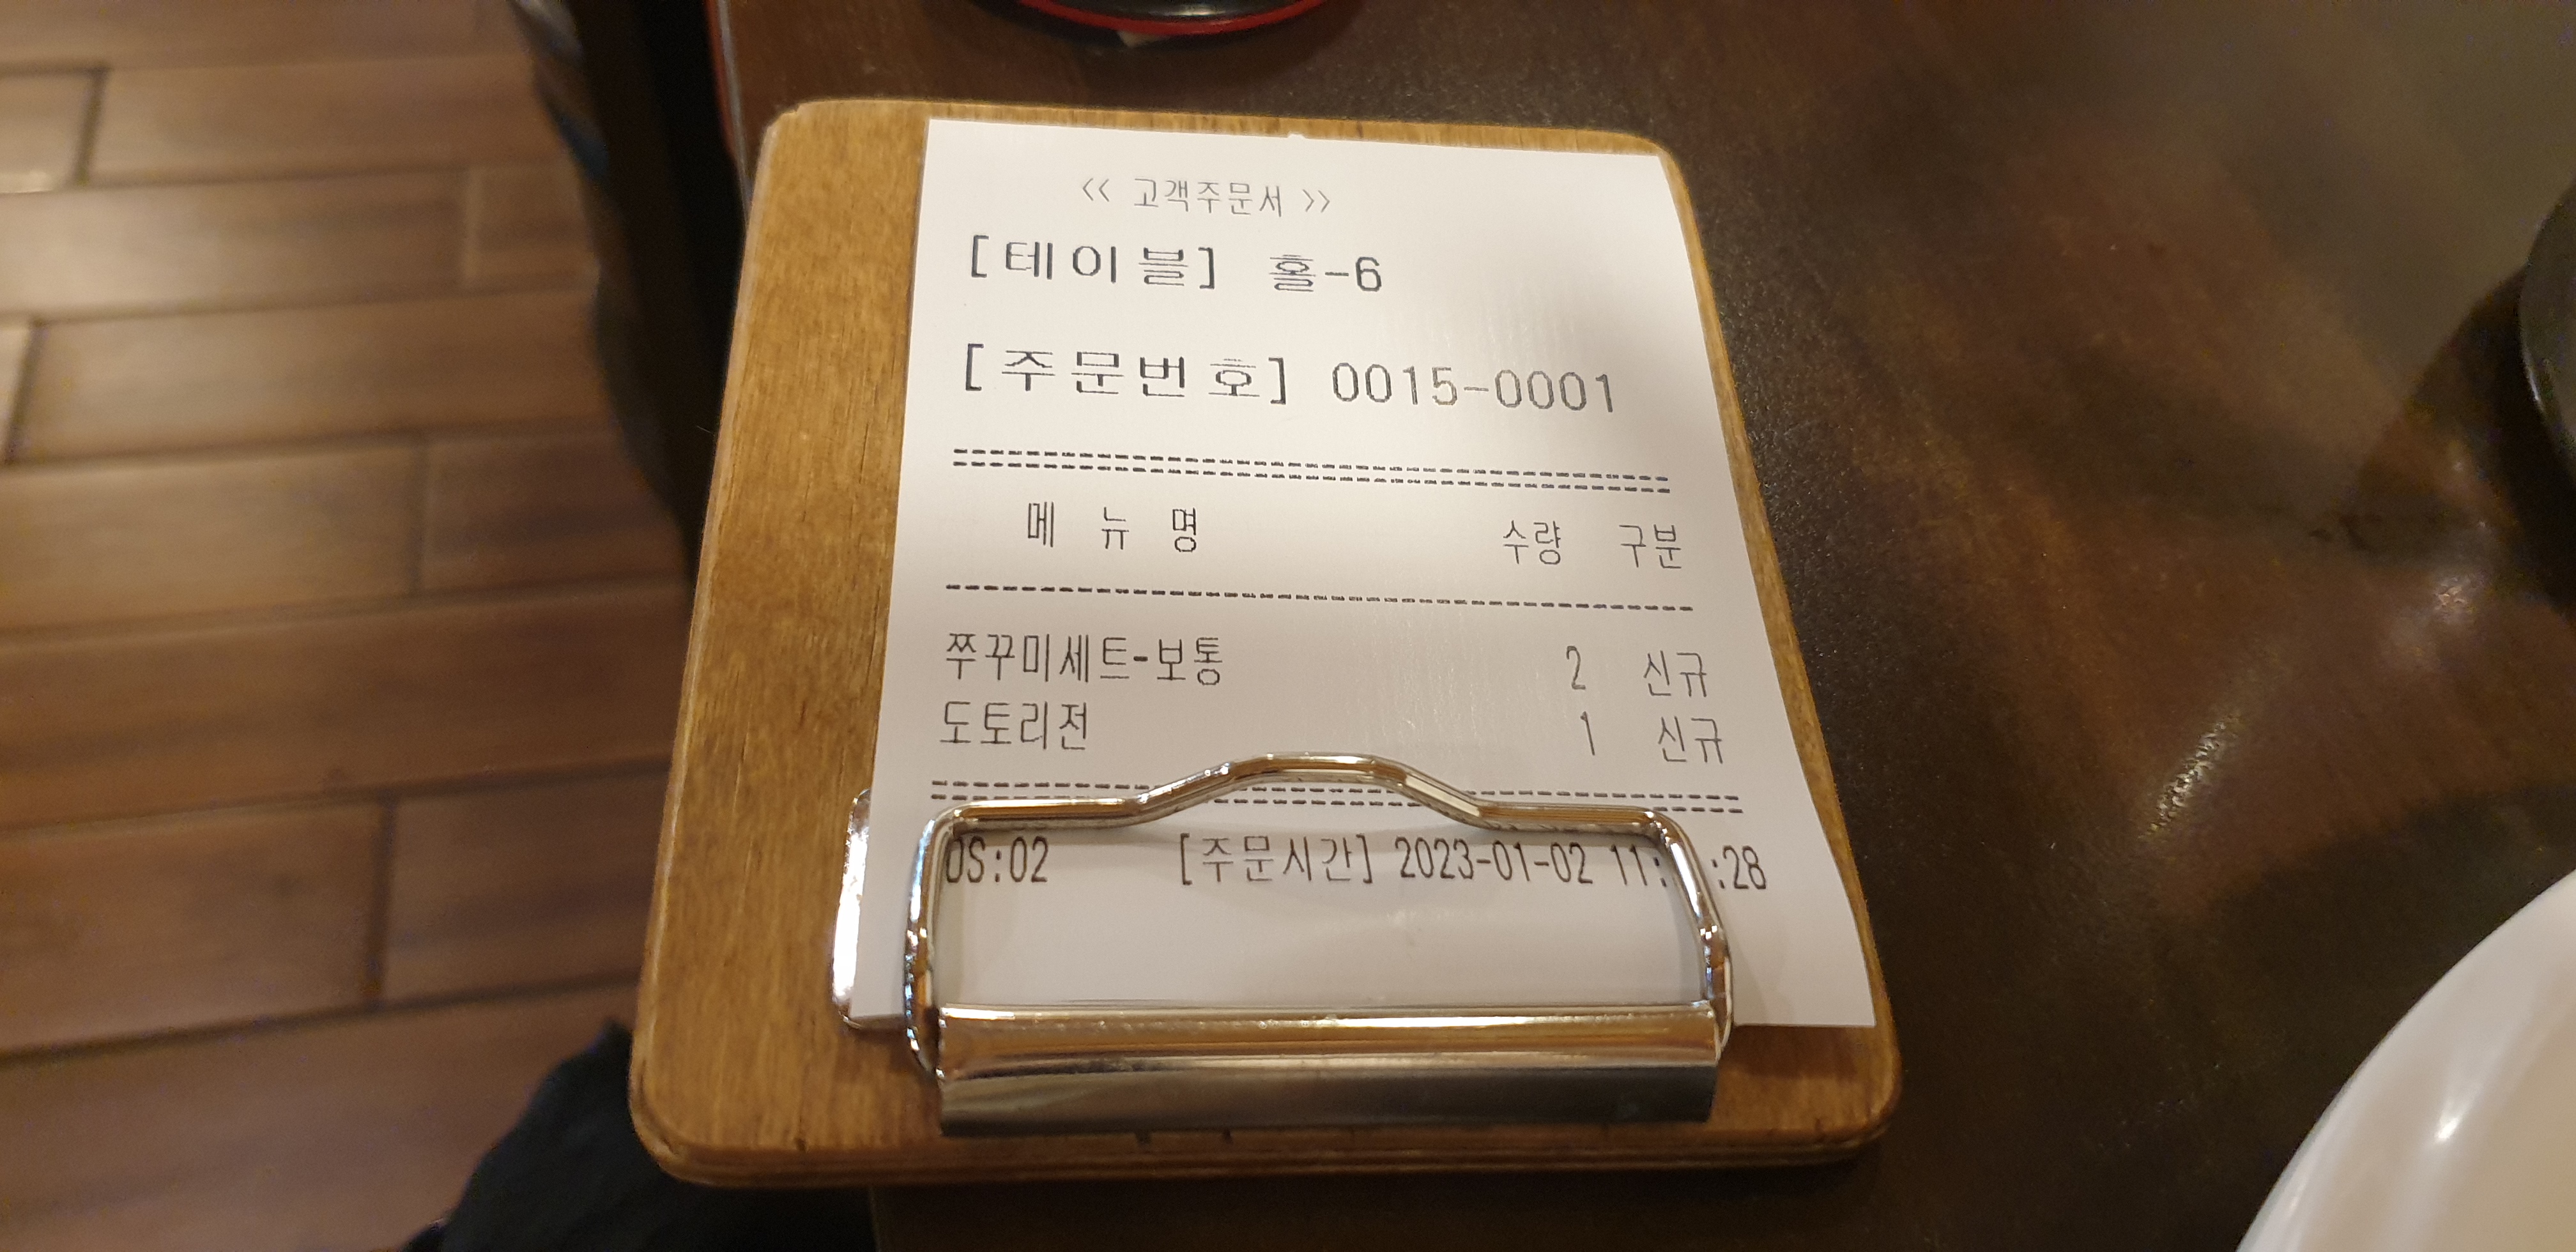 << 고객주문서 >>
[테이블] 홀-6
[주문번호] 0015-0001
메 뉴 명 수량 구분
쭈꾸미세트-보통 2 신규
도토리전 1 신규
OS:02 [주문시간] 2023-01-02 11: :28